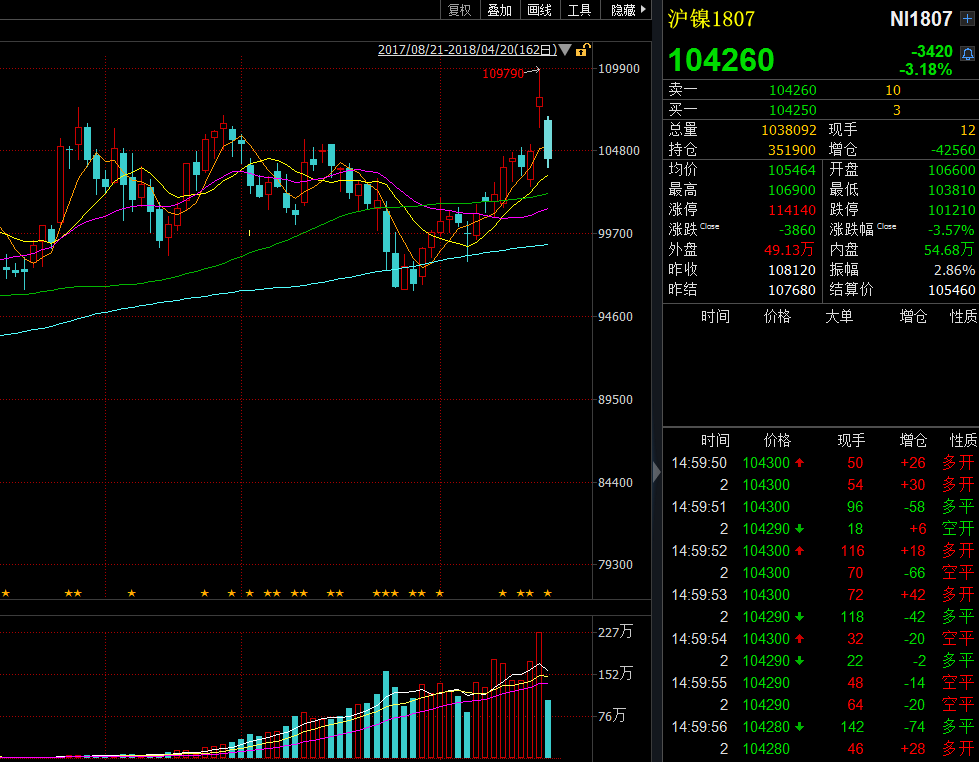 复权 叠加 画线 工具 隐藏
2017/08/21-2018/04/20(162日)
109790
109900
104800
99700
94600
89500
84400
79300
227万
152万
76万
沪镍1807 NI1807
104260 -3420
-3.18%
卖一 104260 10
买一 104250 3
总量 1038092 现手 12
持仓 351900 增仓 -42560
均价 105464 开盘 106600
最高 106900 最低 103810
涨停 114140 跌停 101210
涨跌Close -3860 涨跌幅Close -3.57%
外盘 49.13万 内盘 54.68万
昨收 108120 振幅 2.86%
昨结 107680 结算价 105460
时间 价格 大单 增仓 性质
时间 价格 现手 增仓 性质
14:59:50 104300 50 +26 多开
2 104300 54 +30 多开
14:59:51 104300 96 -58 多平
2 104290 18 +6 空开
14:59:52 104300 116 +18 多开
2 104300 70 -66 空平
14:59:53 104300 72 +42 多开
2 104290 118 -42 多平
14:59:54 104300 32 -20 空平
2 104290 22 -2 多平
14:59:55 104290 48 -14 空平
2 104290 64 -20 空平
14:59:56 104280 142 -74 多平
2 104280 46 +28 多开